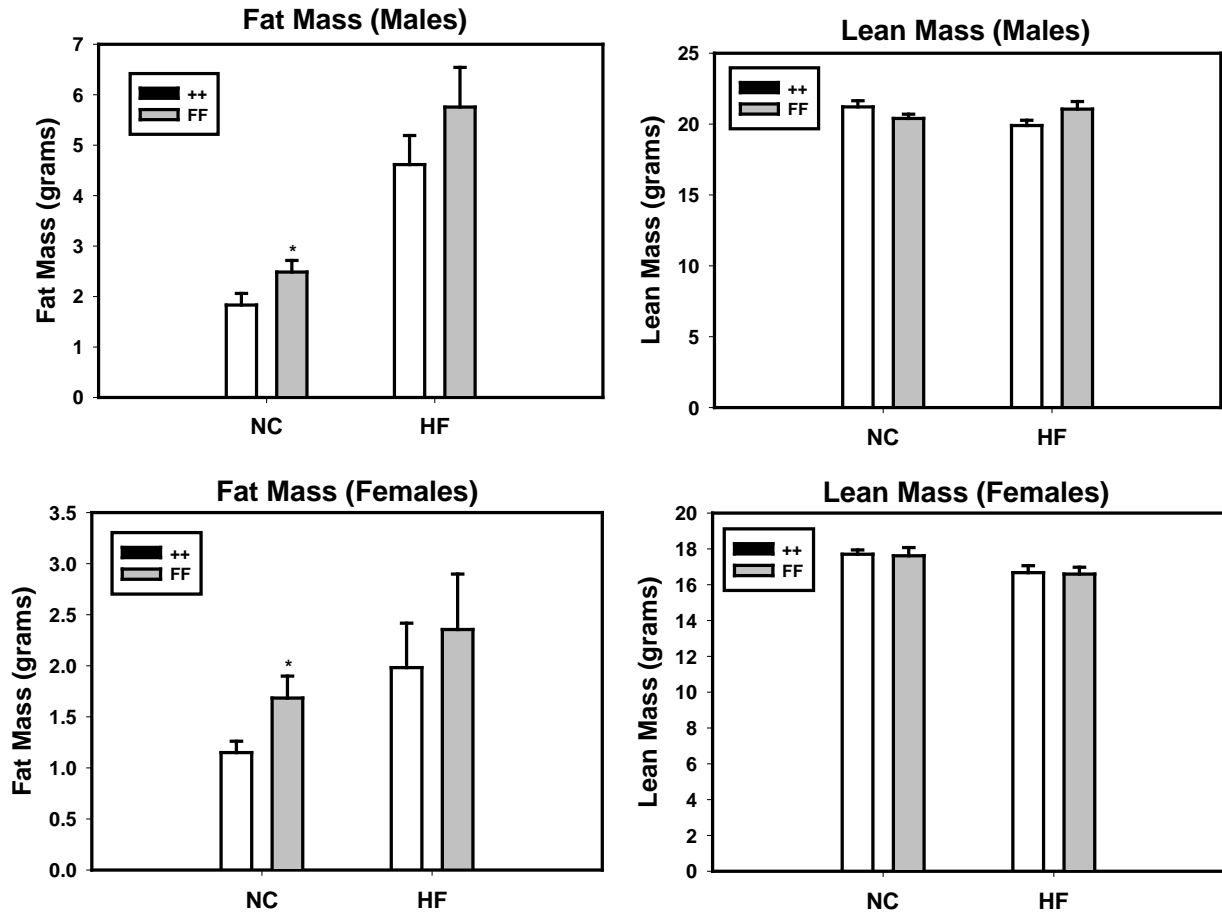 Fat Mass (Males)
7
6
5
4
3
2
1
0
Fat Mass (grams)
++
FF
*
NC HF
Lean Mass (Males)
25
20
15
10
5
0
Lean Mass (grams)
++
FF
NC HF
Fat Mass (Females)
3.5
3.0
2.5
2.0
1.5
1.0
0.5
0.0
Fat Mass (grams)
++
FF
*
NC HF
Lean Mass (Females)
20
18
16
14
12
10
8
6
4
2
0
Lean Mass (grams)
++
FF
NC HF